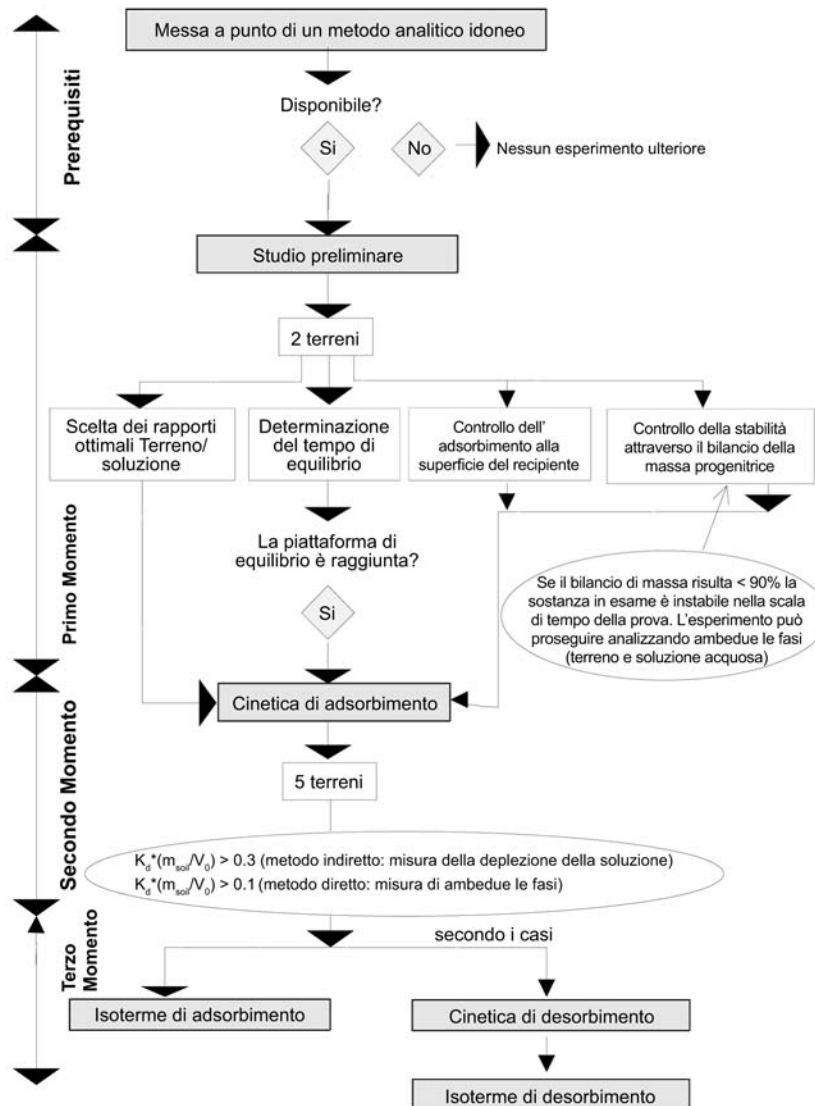 Messa a punto di un metodo analitico idoneo
Disponibile?
Si
No
Nessun esperimento ulteriore
Prerequisiti
Studio preliminare
2 terreni
Scelta dei rapporti
ottimali Terreno/
soluzione
Determinazione
del tempo di
equilibrio
Controllo dell'
adsorbimento alla
superficie del recipiente
Controllo della stabilità
attraverso il bilancio della
massa progenitrice
La piattaforma di
equilibrio è raggiunta?
Si
Se il bilancio di massa risulta < 90% la
sostanza in esame è instabile nella scala
di tempo della prova. L'esperimento può
proseguire analizzando ambedue le fasi
(terreno e soluzione acquosa)
Primo Momento
Cinetica di adsorbimento
5 terreni
Secondo Momento
K_d*(m_soil/V_0) > 0.3 (metodo indiretto: misura della deplezione della soluzione)
K_d*(m_soil/V_0) > 0.1 (metodo diretto: misura di ambedue le fasi)
secondo i casi
Terzo
Momento
Isoterme di adsorbimento
Cinetica di desorbimento
Isoterme di desorbimento